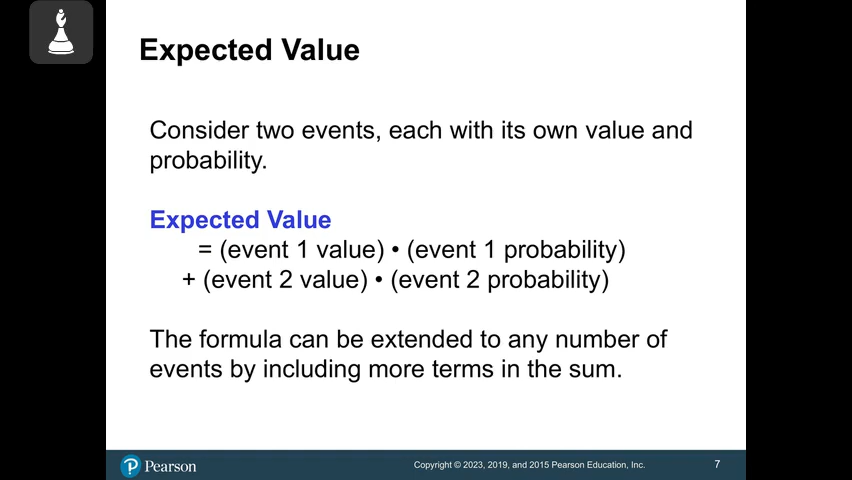 Expected Value
Consider two events, each with its own value and
probability.
Expected Value
= (event 1 value) • (event 1 probability)
+ (event 2 value) • (event 2 probability)
The formula can be extended to any number of
events by including more terms in the sum.
Pearson
Copyright © 2023, 2019, and 2015 Pearson Education, Inc.
7